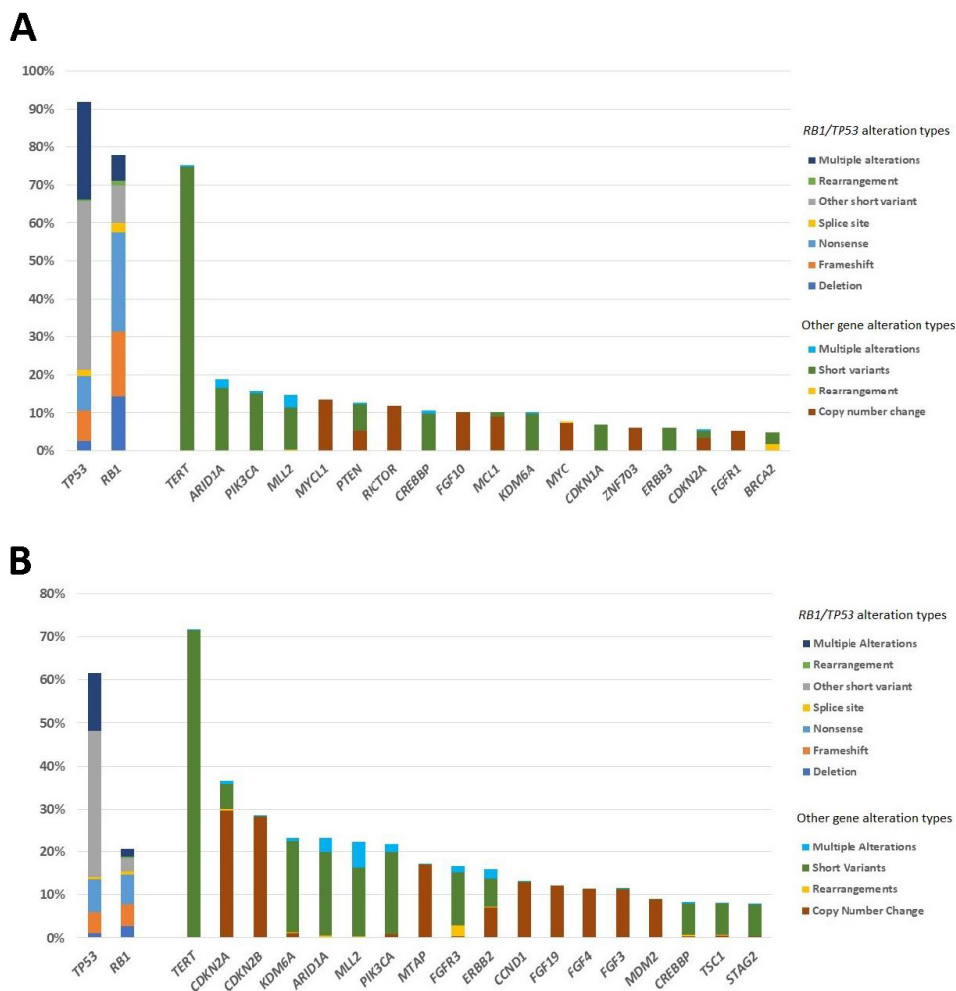 A
100%
90%
80%
70%
60%
50%
40%
30%
20%
10%
0%
TP53
RB1
TERT
ARID1A
PIK3CA
MLL2
MYCL1
PTEN
RICTOR
CREBBP
FGF10
MCL1
KDM6A
MYC
CDKN1A
ZNF703
ERBB3
CDKN2A
FGFR1
BRCA2
RB1/TP53 alteration types
Multiple alterations
Rearrangement
Other short variant
Splice site
Nonsense
Frameshift
Deletion
Other gene alteration types
Multiple alterations
Short variants
Rearrangement
Copy number change
B
80%
70%
60%
50%
40%
30%
20%
10%
0%
TP53
RB1
TERT
CDKN2A
CDKN2B
KDM6A
ARID1A
MLL2
PIK3CA
MTAP
FGFR3
ERBB2
CCND1
FGF19
FGF4
FGF3
MDM2
CREBBP
TSC1
STAG2
RB1/TP53 alteration types
Multiple Alterations
Rearrangement
Other short variant
Splice site
Nonsense
Frameshift
Deletion
Other gene alteration types
Multiple Alterations
Short Variants
Rearrangements
Copy Number Change